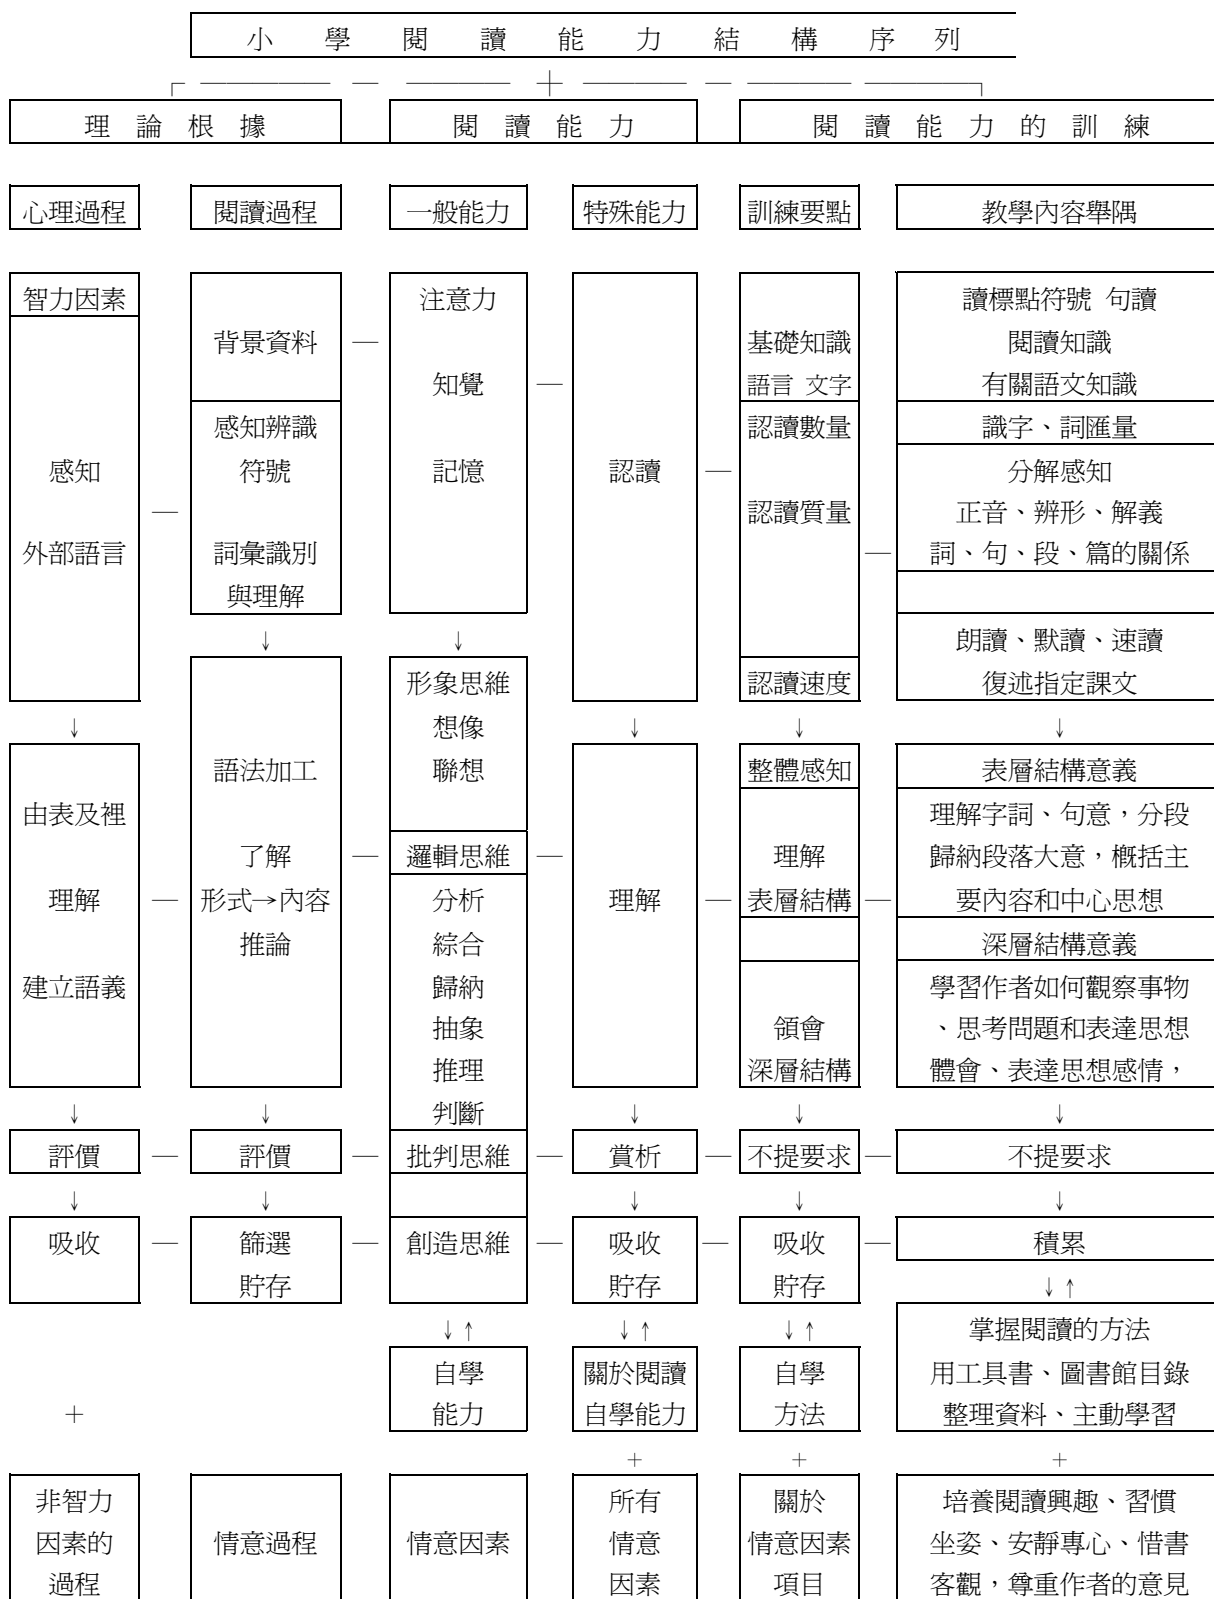 小學閱讀能力結構序列
理論根據 閱讀能力 閱讀能力的訓練
心理過程 閱讀過程 一般能力 特殊能力 訓練要點 教學內容舉隅
智力因素 注意力 讀標點符號 句讀
背景資料 — 基礎知識 閱讀知識
知覺 — 語言 文字 有關語文知識
感知辨識 認讀數量 識字、詞匯量
感知 符號 記憶 認讀 — 分解感知
— 認讀質量 正音、辨形、解義
外部語言 詞彙識別 — 詞、句、段、篇的關係
與理解
↓ ↓ 朗讀、默讀、速讀
形象思維 認讀速度 復述指定課文
↓ 想像 ↓ ↓ ↓
語法加工 聯想 整體感知 表層結構意義
由表及裡 理解字詞、句意，分段
了解 — 邏輯思維 — 理解 歸納段落大意，概括主
理解 — 形式→內容 分析 理解 — 表層結構 — 要內容和中心思想
推論 綜合 深層結構意義
建立語義 歸納 學習作者如何觀察事物
抽象 領會 、思考問題和表達思想
推理 深層結構 體會、表達思想感情，
↓ ↓ 判斷 ↓ ↓ ↓
評價 — 評價 — 批判思維 — 賞析 — 不提要求 — 不提要求
↓ ↓ ↓ ↓ ↓
吸收 — 篩選 — 創造思維 — 吸收 — 吸收 — 積累
貯存 貯存 貯存 ↓↑
↓↑ ↓↑ ↓↑ 掌握閱讀的方法
自學 關於閱讀 自學 用工具書、圖書館目錄
+ 能力 自學能力 方法 整理資料、主動學習
+ + +
非智力 所有 關於 培養閱讀興趣、習慣
因素的 情意過程 情意因素 情意 情意因素 坐姿、安靜專心、惜書
過程 因素 項目 客觀，尊重作者的意見